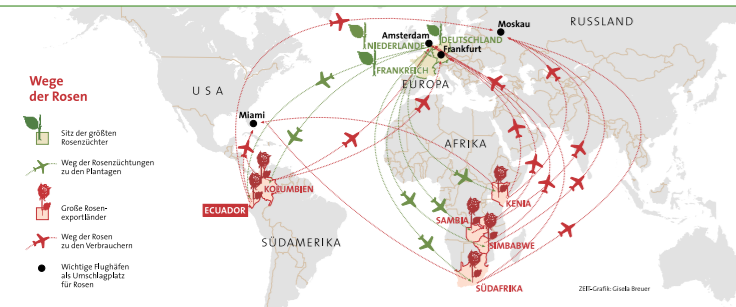 Moskau
RUSSLAND
Amsterdam
DEUTSCHLAND
NIEDERLANDE
Frankfurt
FRANKREICH
EUROPA
Wege
der Rosen
USA
Miami
Sitz der größten
Rosenzüchter
AFRIKA
Weg der Rosenzüchtungen
zu den Plantagen
KOLUMBIEN
Große Rosen-
exportländer
ECUADOR
KENIA
SAMBIA
Weg der Rosen
zu den Verbrauchern
SÜDAMERIKA
SIMBABWE
Wichtige Flughäfen
als Umschlagplatz
für Rosen
SÜDAFRIKA
ZEIT-Grafik: Gisela Breuer